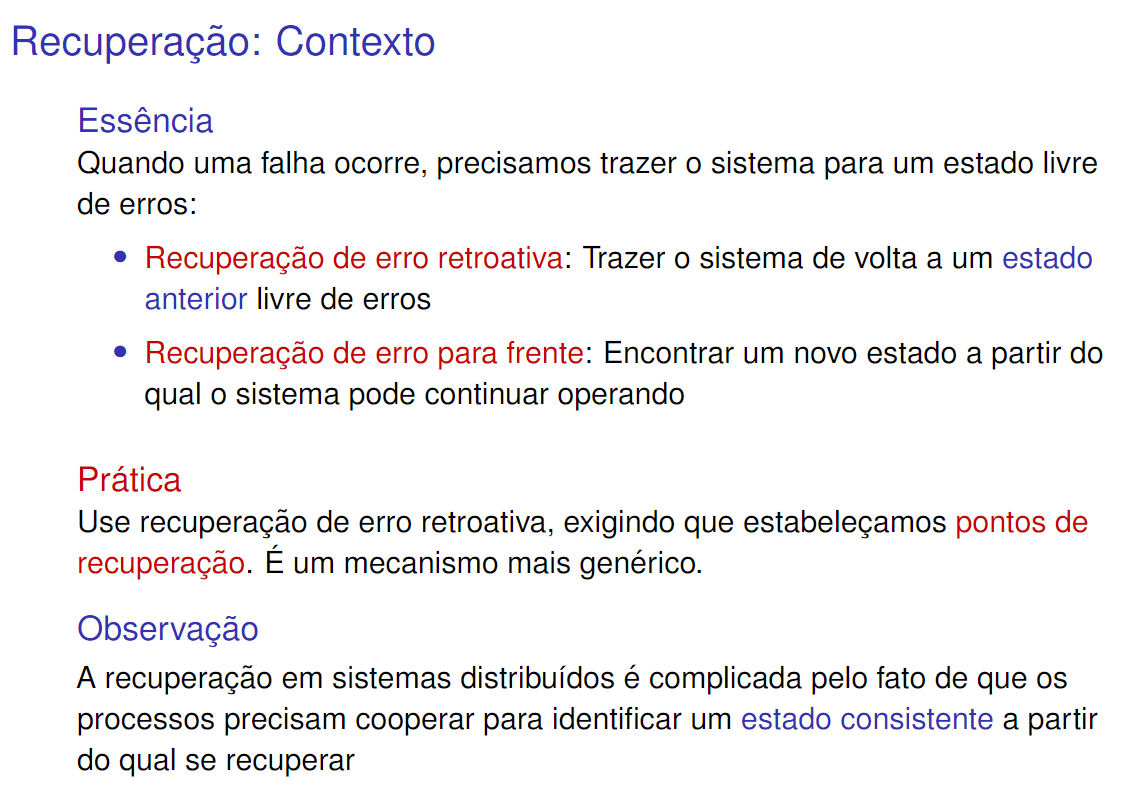 Recuperação: Contexto
Essência
Quando uma falha ocorre, precisamos trazer o sistema para um estado livre
de erros:
• Recuperação de erro retroativa: Trazer o sistema de volta a um estado
anterior livre de erros
• Recuperação de erro para frente: Encontrar um novo estado a partir do
qual o sistema pode continuar operando
Prática
Use recuperação de erro retroativa, exigindo que estabeleçamos pontos de
recuperação. É um mecanismo mais genérico.
Observação
A recuperação em sistemas distribuídos é complicada pelo fato de que os
processos precisam cooperar para identificar um estado consistente a partir
do qual se recuperar